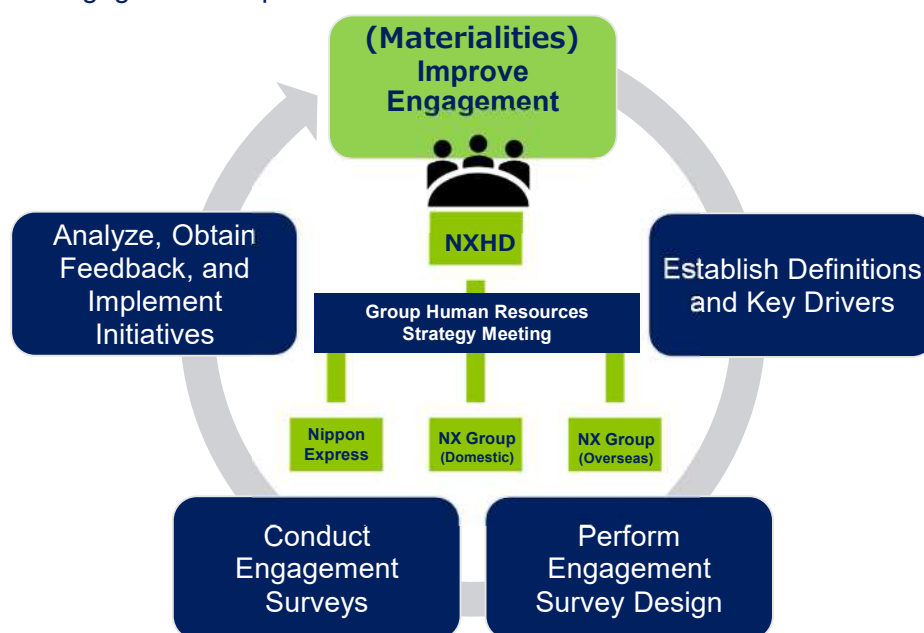 (Materialities)
Improve
Engagement
NXHD
Analyze, Obtain
Feedback, and
Implement
Initiatives
Establish Definitions
and Key Drivers
Group Human Resources
Strategy Meeting
Nippon
Express
NX Group
(Domestic)
NX Group
(Overseas)
Conduct
Engagement
Surveys
Perform
Engagement
Survey Design